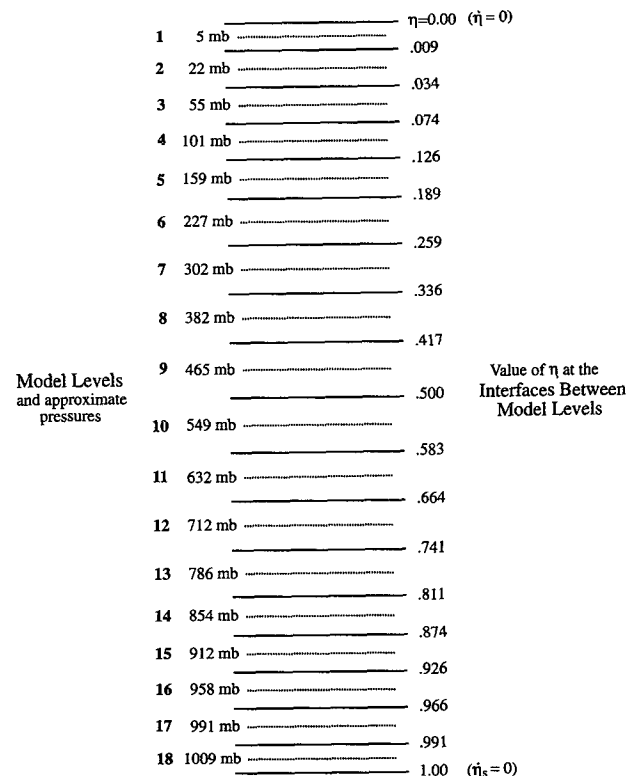 η=0.00 (η̇ = 0)
1 5 mb
.009
2 22 mb
.034
3 55 mb
.074
4 101 mb
.126
5 159 mb
.189
6 227 mb
.259
7 302 mb
.336
8 382 mb
.417
9 465 mb
Model Levels
and approximate
pressures
.500
Value of η at the
Interfaces Between
Model Levels
10 549 mb
.583
11 632 mb
.664
12 712 mb
.741
13 786 mb
.811
14 854 mb
.874
15 912 mb
.926
16 958 mb
.966
17 991 mb
.991
18 1009 mb
1.00 (η̇s = 0)